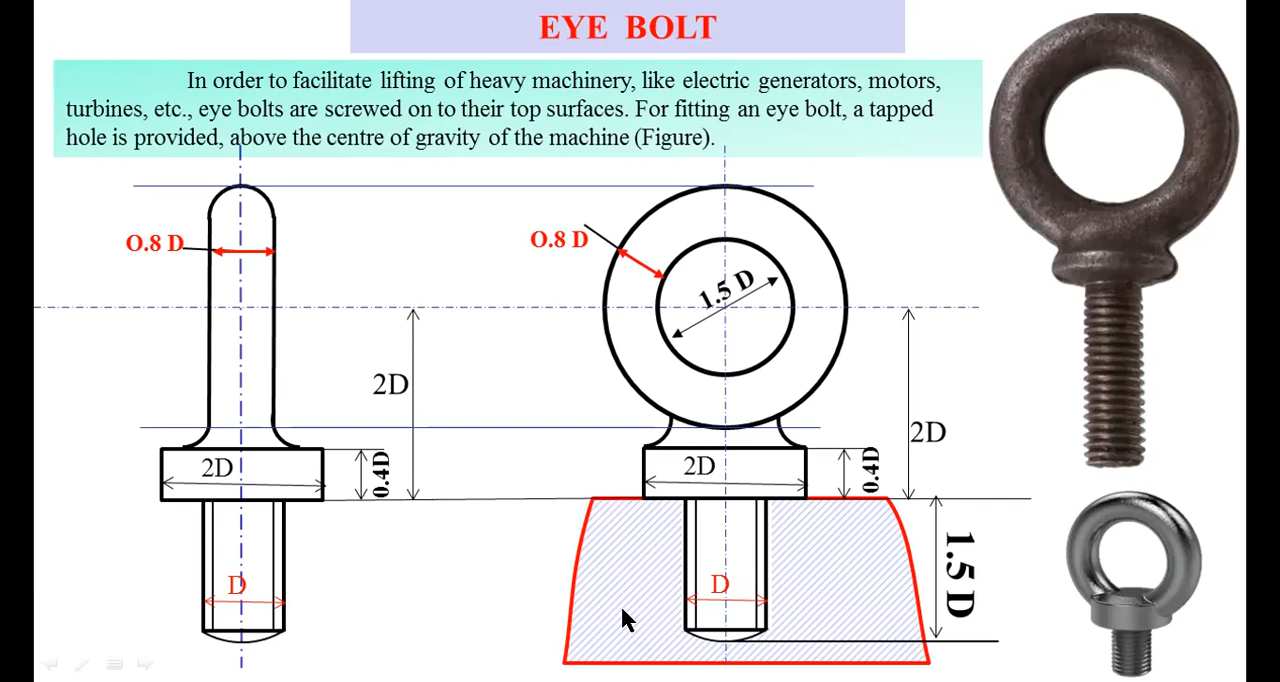 EYE BOLT
In order to facilitate lifting of heavy machinery, like electric generators, motors,
turbines, etc., eye bolts are screwed on to their top surfaces. For fitting an eye bolt, a tapped
hole is provided, above the centre of gravity of the machine (Figure).
O.8 D
O.8 D
1.5 D
2D
2D
2D
0.4D
2D
0.4D
1.5 D
D
D